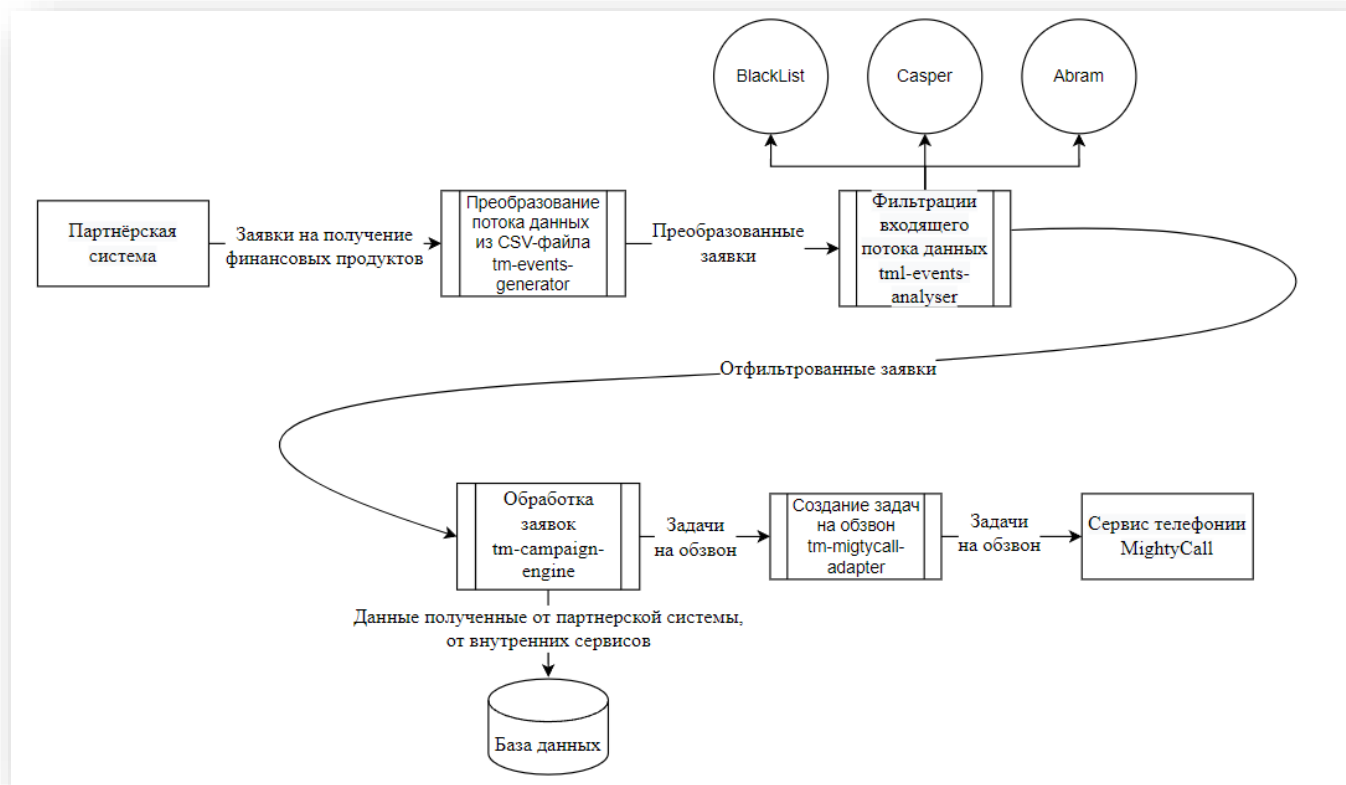 BlackList
Casper
Abram
Партнёрская
система
Заявки на получение
финансовых продуктов
Преобразование
потока данных
из CSV-файла
tm-events-
generator
Преобразованные
заявки
Фильтрации
входящего
потока данных
tml-events-
analyser
Отфильтрованные заявки
Обработка
заявок
tm-campaign-
engine
Задачи
на обзвон
Создание задач
на обзвон
tm-migtycall-
adapter
Задачи
на обзвон
Сервис телефонии
MightyCall
Данные полученные от партнерской системы,
от внутренних сервисов
База данных